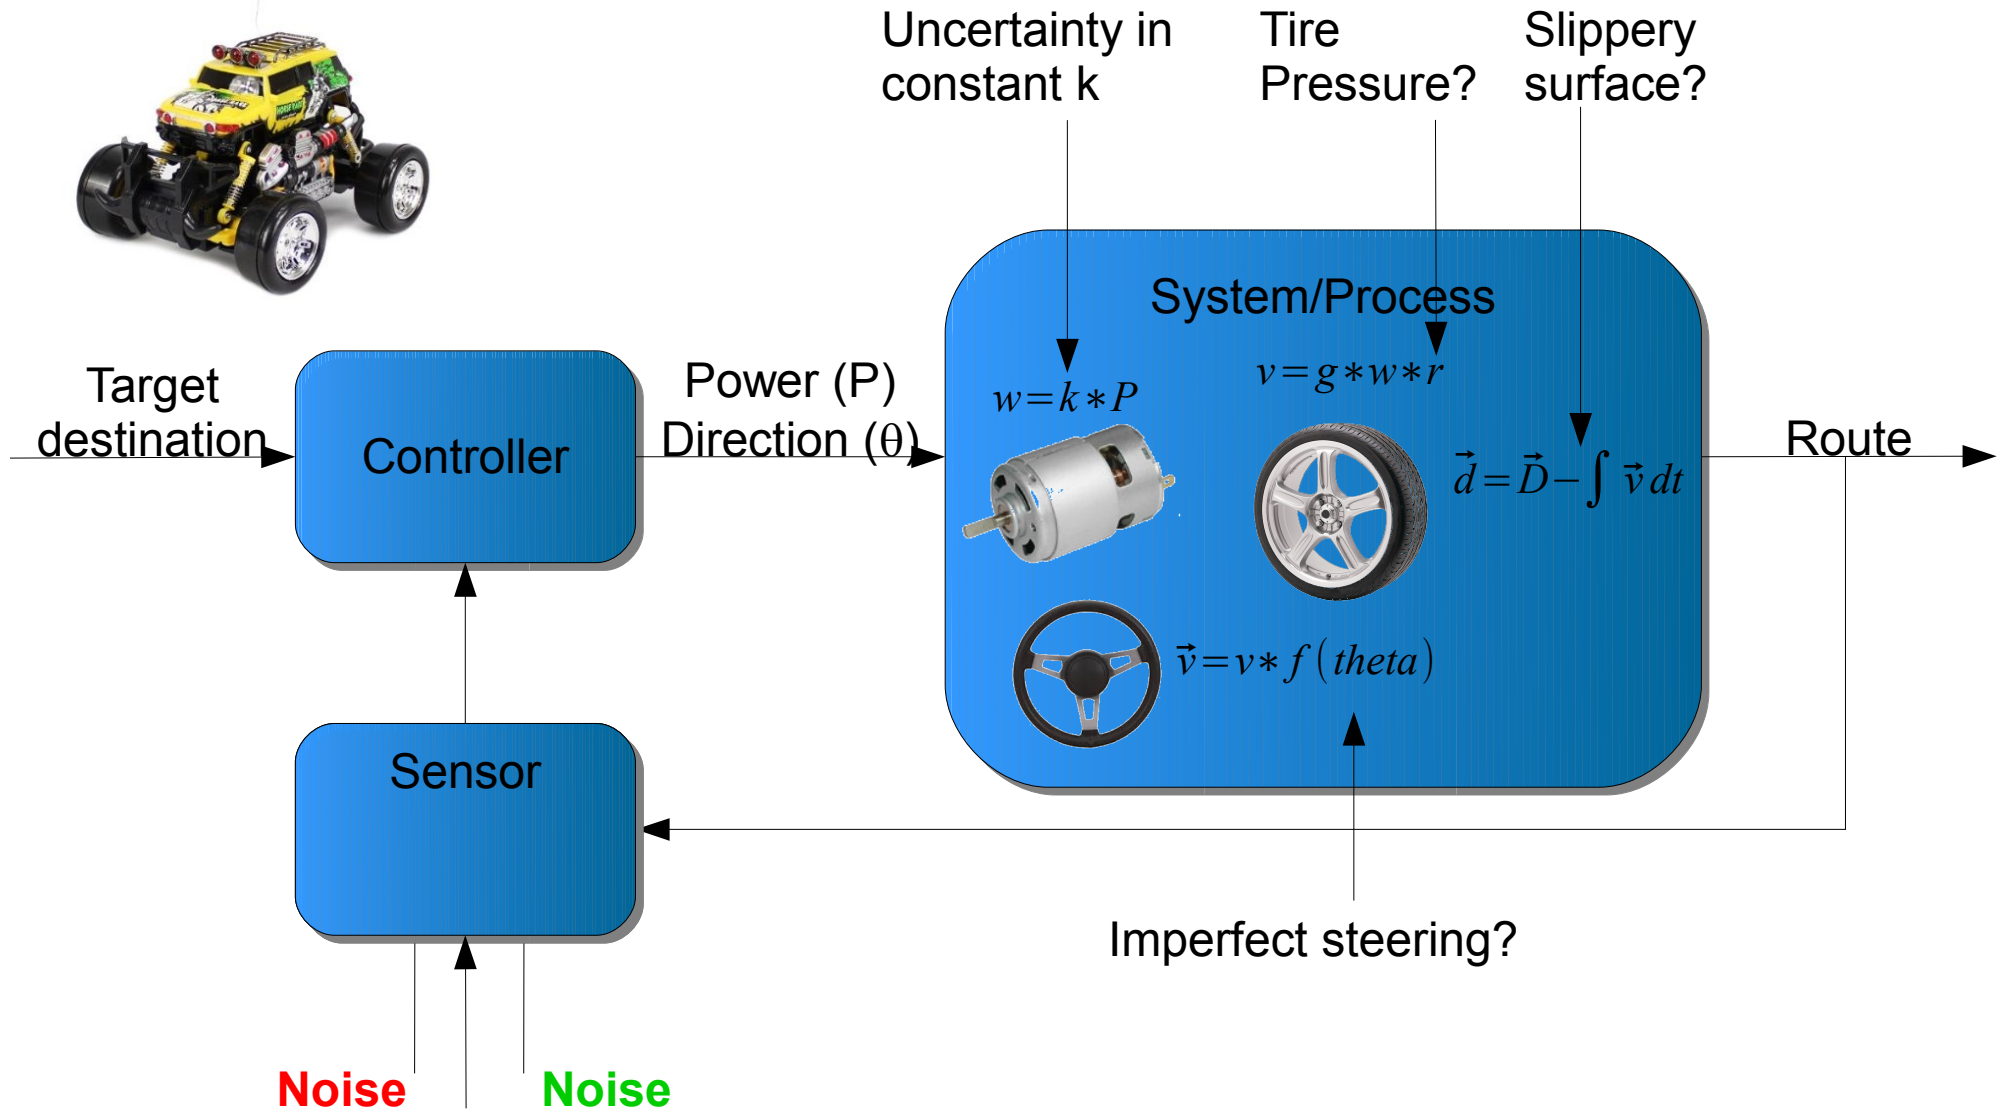 Uncertainty in
constant k
Tire
Pressure?
Slippery
surface?
System/Process
Target
destination
Controller
Power (P)
Direction (θ)
w=k∗P
v=g∗w∗r
Route
d⃗=D⃗−∫ v⃗ dt
v⃗=v∗f(theta)
Sensor
Imperfect steering?
Noise
Noise